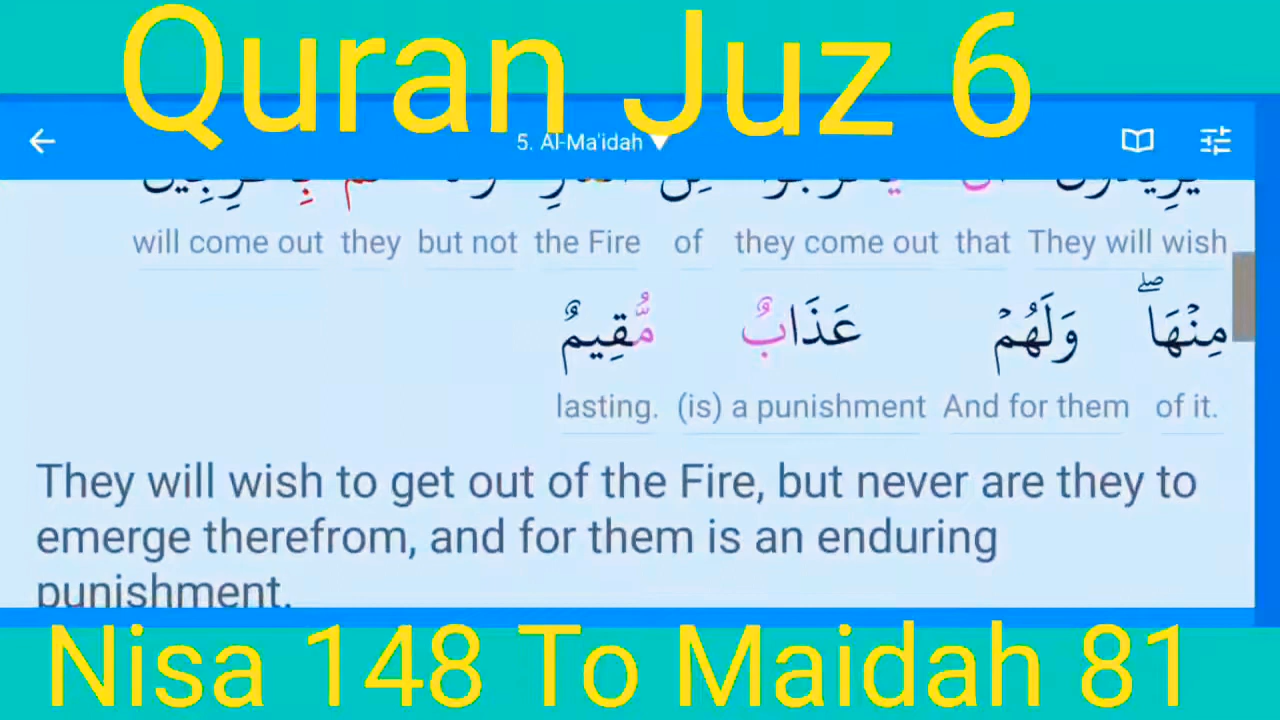 Quran Juz 6
5. Al-Ma'idah
will come out they but not the Fire of they come out that They will wish
مِنْهَا ۖ وَلَهُمْ عَذَابٌ مُّقِيمٌ
lasting. (is) a punishment And for them of it.
They will wish to get out of the Fire, but never are they to
emerge therefrom, and for them is an enduring
punishment.
Nisa 148 To Maidah 81